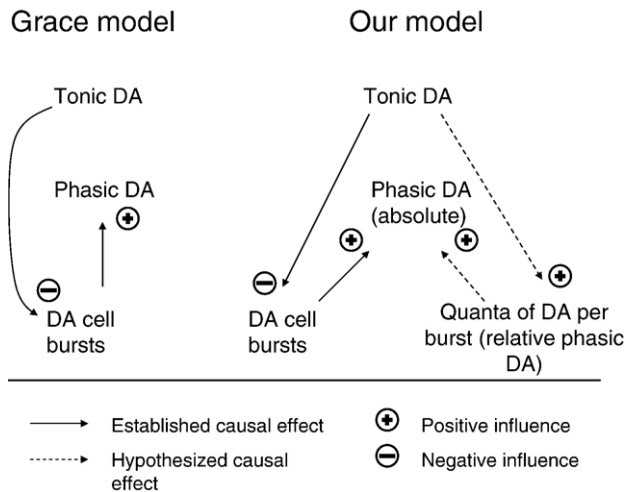 Grace model
Our model
Tonic DA
Tonic DA
Phasic DA
Phasic DA
(absolute)
DA cell
bursts
DA cell
bursts
Quanta of DA per
burst (relative phasic
DA)
Established causal effect
Positive influence
Hypothesized causal
effect
Negative influence